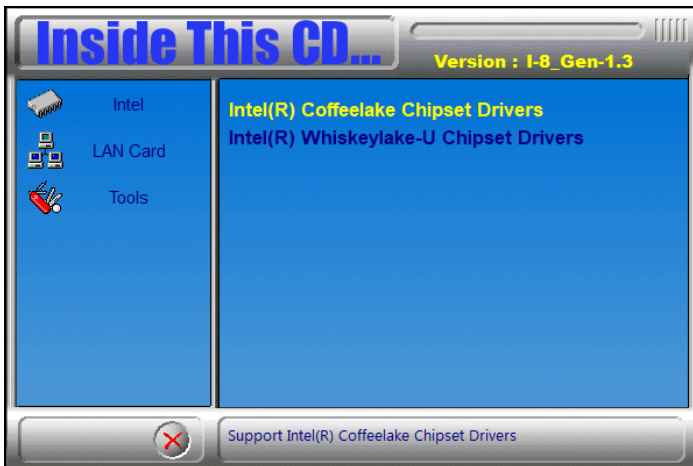 Inside This CD...
Version : I-8_Gen-1.3
Intel
LAN Card
Tools
Intel(R) Coffeelake Chipset Drivers
Intel(R) Whiskeylake-U Chipset Drivers
Support Intel(R) Coffeelake Chipset Drivers